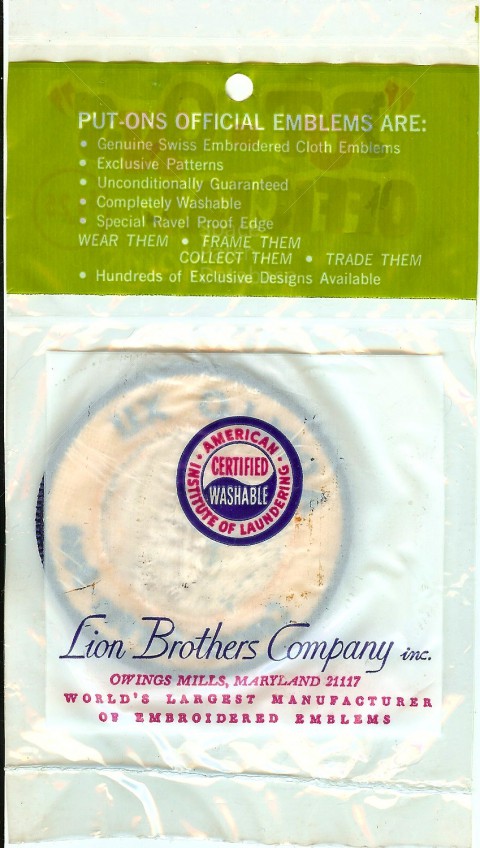 PUT-ONS OFFICIAL EMBLEMS ARE:
• Genuine Swiss Embroidered Cloth Emblems
• Exclusive Patterns
• Unconditionally Guaranteed
• Completely Washable
• Special Ravel Proof Edge
WEAR THEM • FRAME THEM
COLLECT THEM • TRADE THEM
• Hundreds of Exclusive Designs Available
• AMERICAN •
INSTITUTE OF LAUNDERING
CERTIFIED
WASHABLE
Lion Brothers Company inc.
OWINGS MILLS, MARYLAND 21117
WORLD'S LARGEST MANUFACTURER
OF EMBROIDERED EMBLEMS